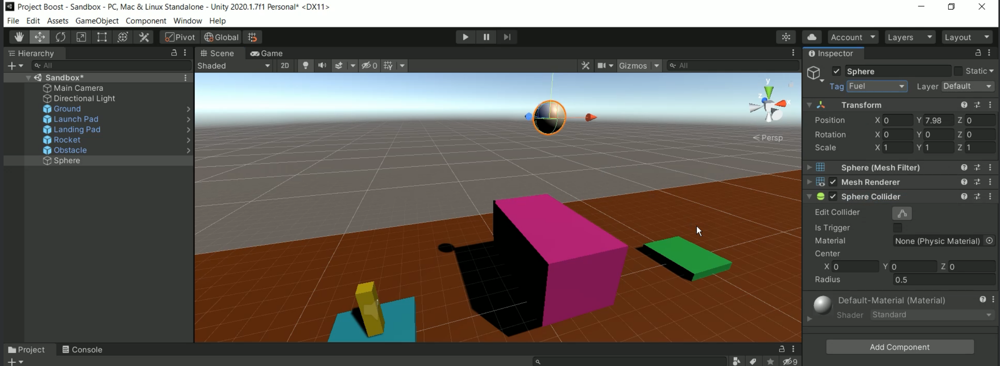 Project Boost - Sandbox - PC, Mac & Linux Standalone - Unity 2020.1.7f1 Personal* <DX11>
File Edit Assets GameObject Component Window Help
Pivot Global Account Layers Layout
Hierarchy
All
Sandbox*
Main Camera
Directional Light
Ground
Launch Pad
Landing Pad
Rocket
Obstacle
Sphere
Scene Game
Shaded 2D 0 Gizmos All
y
z x
Persp
Inspector
Sphere Static
Tag Fuel Layer Default
Transform
Position X 0 Y 7.98 Z 0
Rotation X 0 Y 0 Z 0
Scale X 1 Y 1 Z 1
Sphere (Mesh Filter)
Mesh Renderer
Sphere Collider
Edit Collider
Is Trigger
Material None (Physic Material)
Center
X 0 Y 0 Z 0
Radius 0.5
Default-Material (Material)
Shader Standard
Add Component
Project Console
9